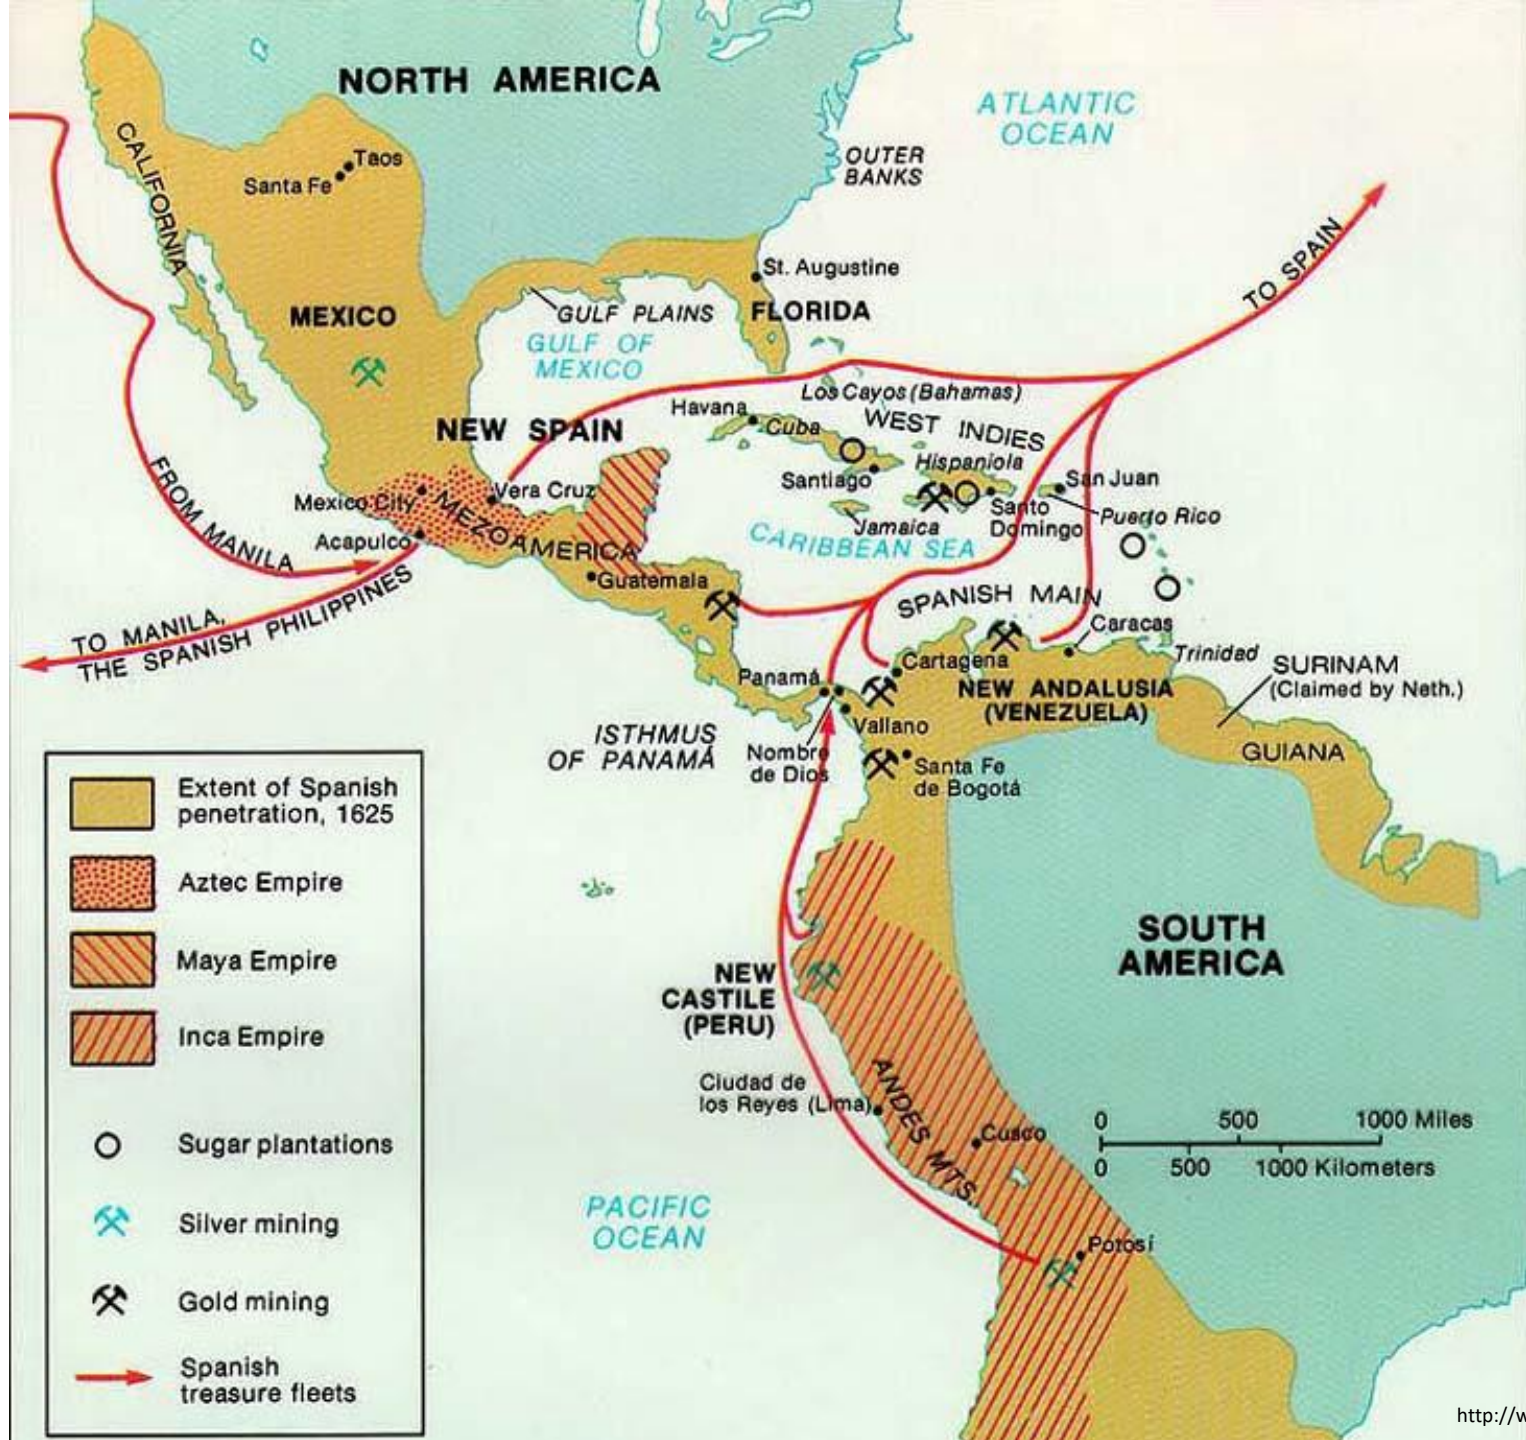 NORTH AMERICA
ATLANTIC
OCEAN
OUTER
BANKS
CALIFORNIA
Taos
Santa Fe
TO SPAIN
St. Augustine
MEXICO
GULF PLAINS
FLORIDA
GULF OF
MEXICO
Los Cayos (Bahamas)
Havana
Cuba
WEST INDIES
NEW SPAIN
Hispaniola
Santiago
San Juan
FROM MANILA
Mexico City
Vera Cruz
MEZOAMERICA
Santo
Domingo
Jamaica
Puerto Rico
Acapulco
CARIBBEAN SEA
Guatemala
SPANISH MAIN
TO MANILA,
THE SPANISH PHILIPPINES
Caracas
Trinidad
Cartagena
SURINAM
(Claimed by Neth.)
Panamá
NEW ANDALUSIA
(VENEZUELA)
Vallano
ISTHMUS
OF PANAMÁ
Nombre
de Dios
GUIANA
Santa Fe
de Bogotá
Extent of Spanish
penetration, 1625
Aztec Empire
Maya Empire
Inca Empire
Sugar plantations
Silver mining
Gold mining
Spanish
treasure fleets
SOUTH
AMERICA
NEW
CASTILE
(PERU)
Ciudad de
los Reyes (Lima)
ANDES MTS.
Cusco
0 500 1000 Miles
0 500 1000 Kilometers
PACIFIC
OCEAN
Potosí
http://w